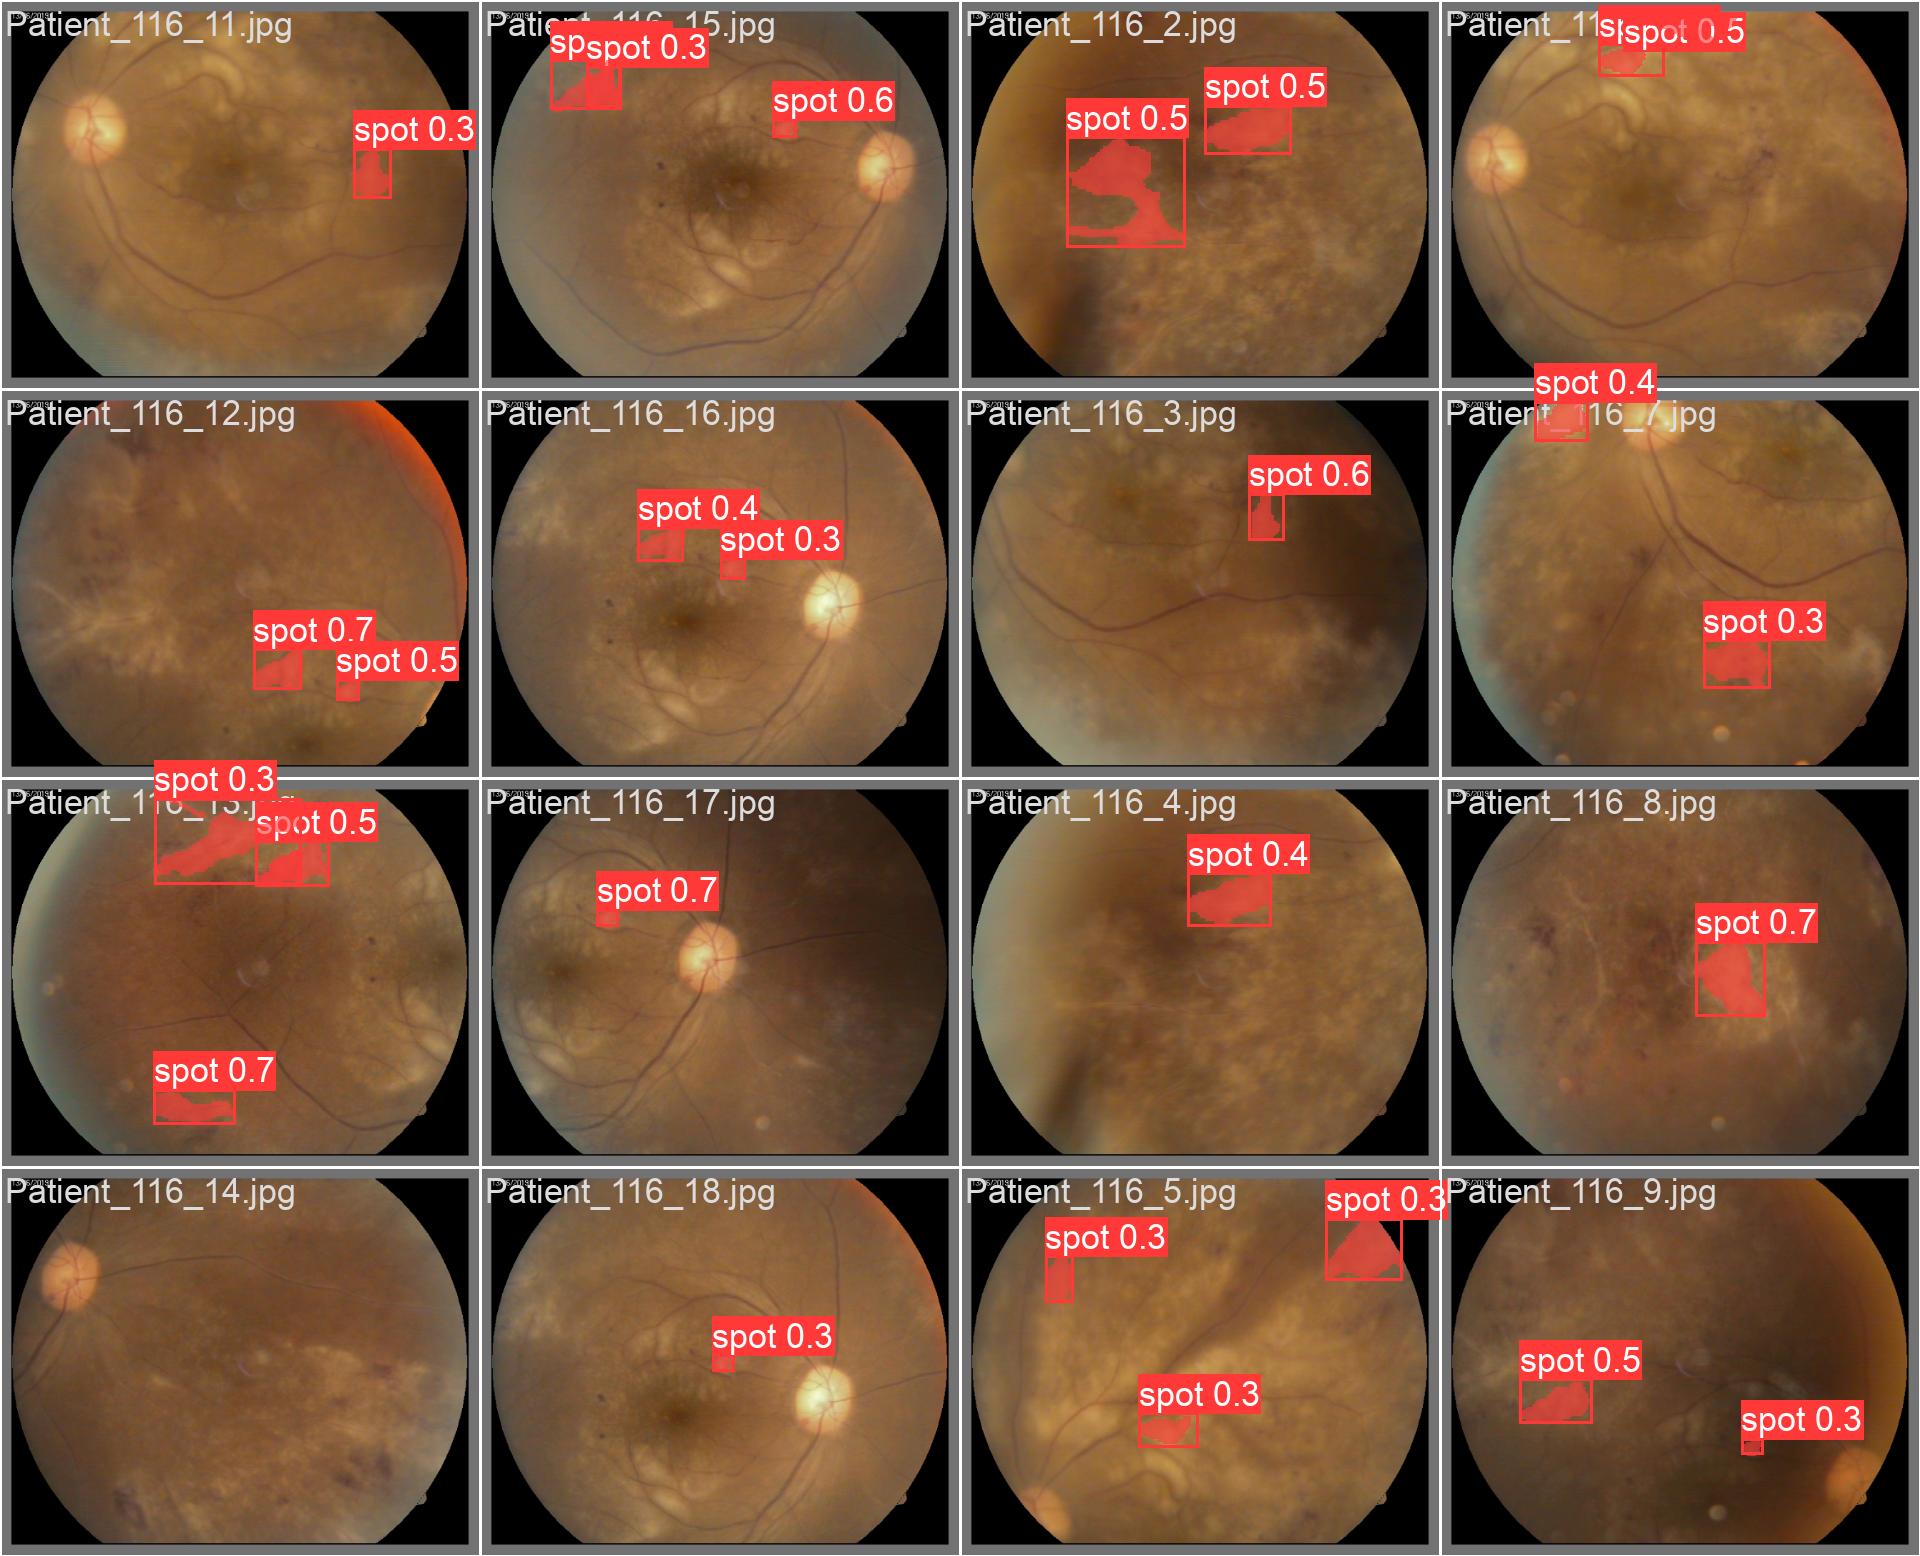 Patient_116_11.jpg
spot 0.3
spot 0.3
spot 0.6
Patient_116_2.jpg
spot 0.5
spot 0.5
spot 0.5
Patient_116_12.jpg
spot 0.7
spot 0.5
Patient_116_16.jpg
spot 0.4
spot 0.3
Patient_116_3.jpg
spot 0.6
spot 0.4
spot 0.3
spot 0.3
spot 0.5
spot 0.7
Patient_116_17.jpg
spot 0.7
Patient_116_4.jpg
spot 0.4
Patient_116_8.jpg
spot 0.7
Patient_116_14.jpg
Patient_116_18.jpg
spot 0.3
Patient_116_5.jpg
spot 0.3
spot 0.3
spot 0.3
Patient_116_9.jpg
spot 0.5
spot 0.3